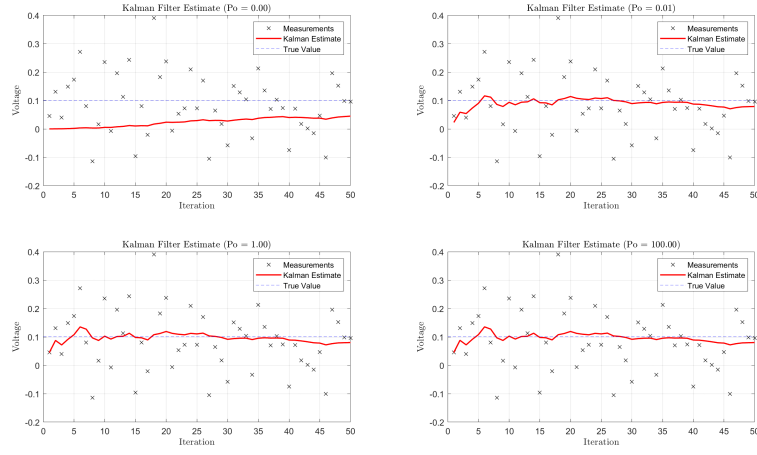 Kalman Filter Estimate (Po = 0.00)
0.4
0.3
0.2
0.1
0
-0.1
-0.2
Voltage
0 5 10 15 20 25 30 35 40 45 50
Iteration
Measurements
Kalman Estimate
True Value
Kalman Filter Estimate (Po = 0.01)
0.4
0.3
0.2
0.1
0
-0.1
-0.2
Voltage
0 5 10 15 20 25 30 35 40 45 50
Iteration
Measurements
Kalman Estimate
True Value
Kalman Filter Estimate (Po = 1.00)
0.4
0.3
0.2
0.1
0
-0.1
-0.2
Voltage
0 5 10 15 20 25 30 35 40 45 50
Iteration
Measurements
Kalman Estimate
True Value
Kalman Filter Estimate (Po = 100.00)
0.4
0.3
0.2
0.1
0
-0.1
-0.2
Voltage
0 5 10 15 20 25 30 35 40 45 50
Iteration
Measurements
Kalman Estimate
True Value